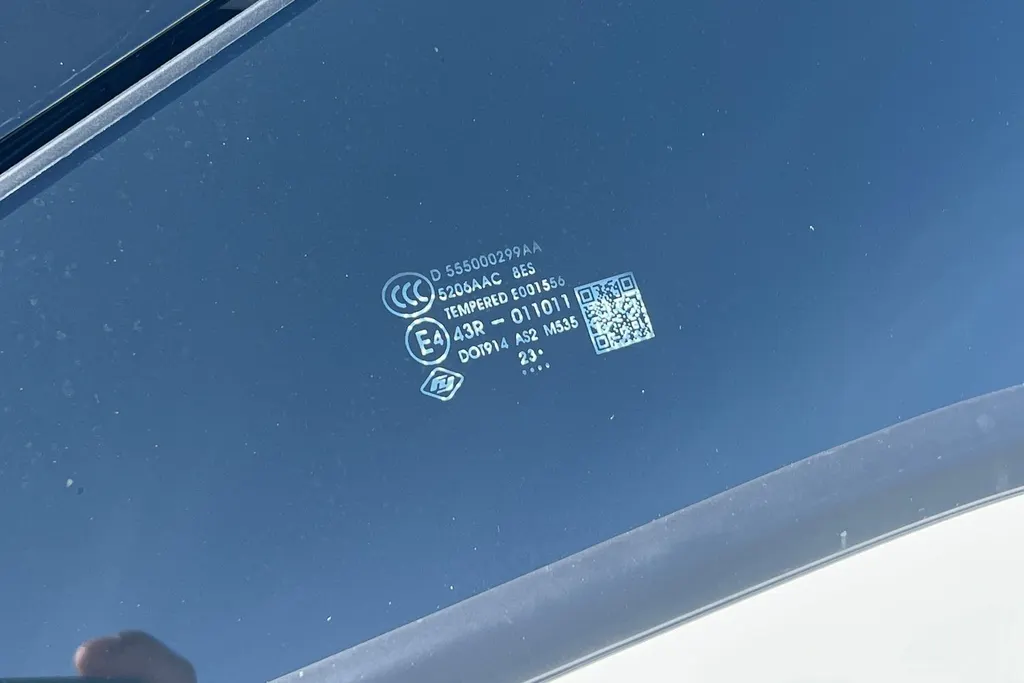 D 555000299AA
CCC 5206AAC 8ES
TEMPERED E001556
E4 43R - 011011
DOT914 AS2 M535
23•
••••